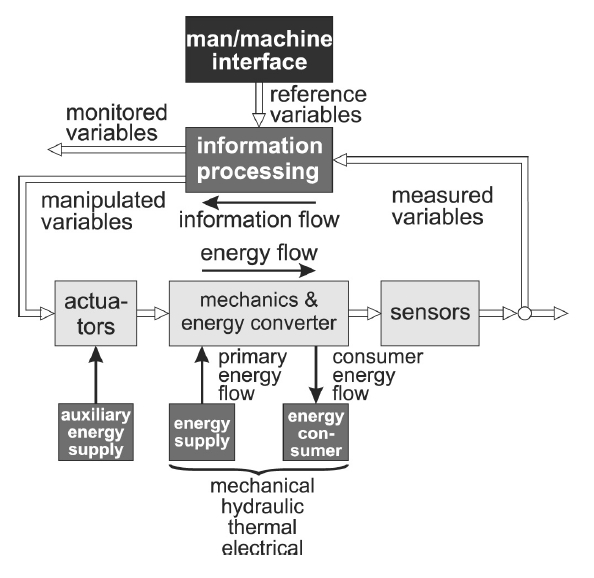 man/machine
interface
reference
variables
monitored
variables
information
processing
manipulated
variables
measured
variables
information flow
energy flow
actua-
tors
mechanics &
energy converter
sensors
primary
energy
flow
consumer
energy
flow
auxiliary
energy
supply
energy
supply
energy
con-
sumer
mechanical
hydraulic
thermal
electrical